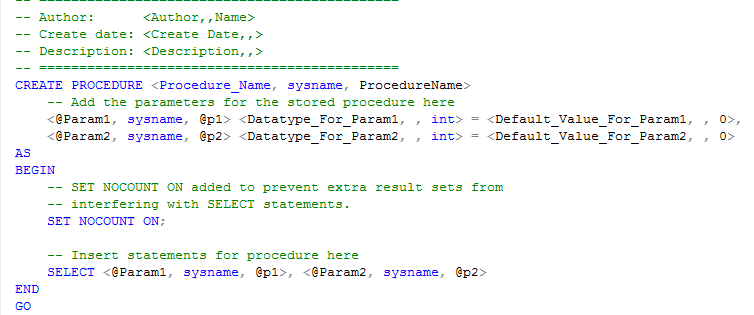 -- =============================================
-- Author:		<Author,,Name>
-- Create date: <Create Date,,>
-- Description:	<Description,,>
-- =============================================
CREATE PROCEDURE <Procedure_Name, sysname, ProcedureName>
	-- Add the parameters for the stored procedure here
	<@Param1, sysname, @p1> <Datatype_For_Param1, , int> = <Default_Value_For_Param1, , 0>,
	<@Param2, sysname, @p2> <Datatype_For_Param2, , int> = <Default_Value_For_Param2, , 0>
AS
BEGIN
	-- SET NOCOUNT ON added to prevent extra result sets from
	-- interfering with SELECT statements.
	SET NOCOUNT ON;
	-- Insert statements for procedure here
	SELECT <@Param1, sysname, @p1>, <@Param2, sysname, @p2>
END
GO